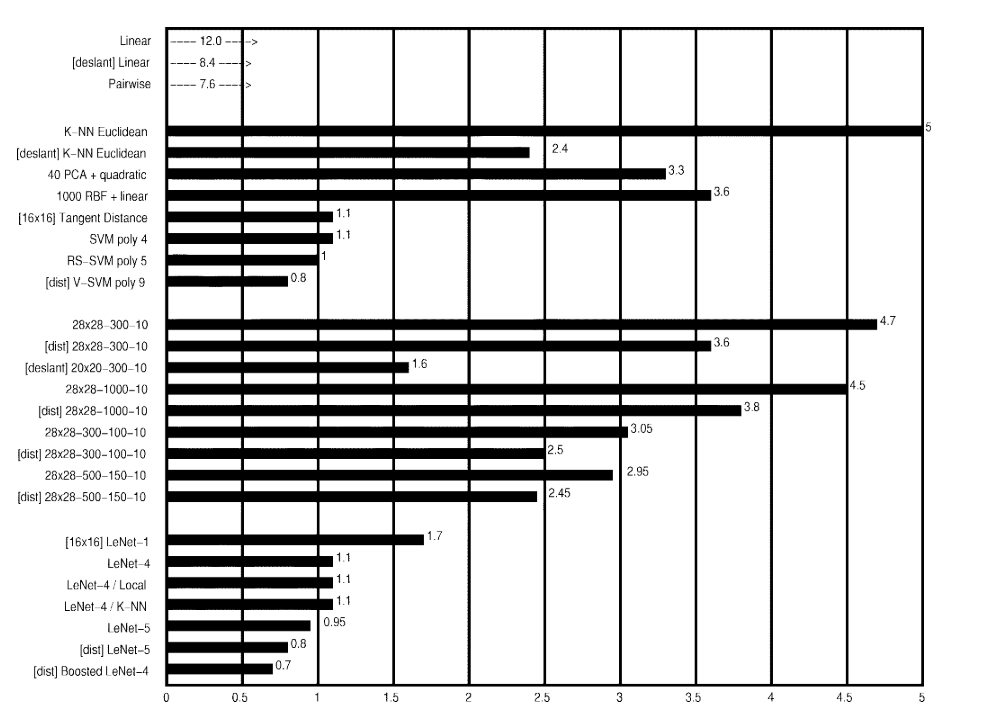 Linear ---- 12.0 ---->
[deslant] Linear ---- 8.4 ---->
Pairwise ---- 7.6 ---->
K-NN Euclidean 5
[deslant] K-NN Euclidean 2.4
40 PCA + quadratic 3.3
1000 RBF + linear 3.6
[16x16] Tangent Distance 1.1
SVM poly 4 1.1
RS-SVM poly 5 1
[dist] V-SVM poly 9 0.8
28x28-300-10 4.7
[dist] 28x28-300-10 3.6
[deslant] 20x20-300-10 1.6
28x28-1000-10 4.5
[dist] 28x28-1000-10 3.8
28x28-300-100-10 3.05
[dist] 28x28-300-100-10 2.5
28x28-500-150-10 2.95
[dist] 28x28-500-150-10 2.45
[16x16] LeNet-1 1.7
LeNet-4 1.1
LeNet-4 / Local 1.1
LeNet-4 / K-NN 1.1
LeNet-5 0.95
[dist] LeNet-5 0.8
[dist] Boosted LeNet-4 0.7
0 0.5 1 1.5 2 2.5 3 3.5 4 4.5 5